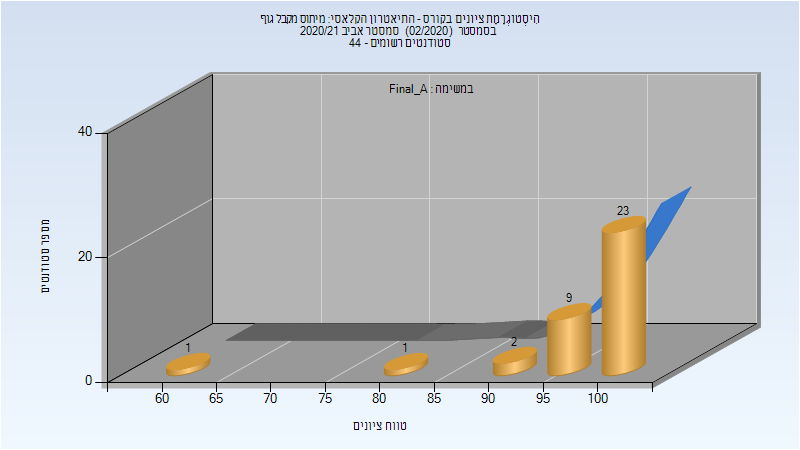 היסטוגרמת ציונים בקורס - התיאטרון הקלאסי: מיתוס מקבל גוף
בסמסטר (02/2020) סמסטר אביב 2020/21
סטודנטים רשומים - 44
במשימה : Final_A
מספר סטודנטים
40
20
0
1
1
2
9
23
60 65 70 75 80 85 90 95 100
טווח ציונים